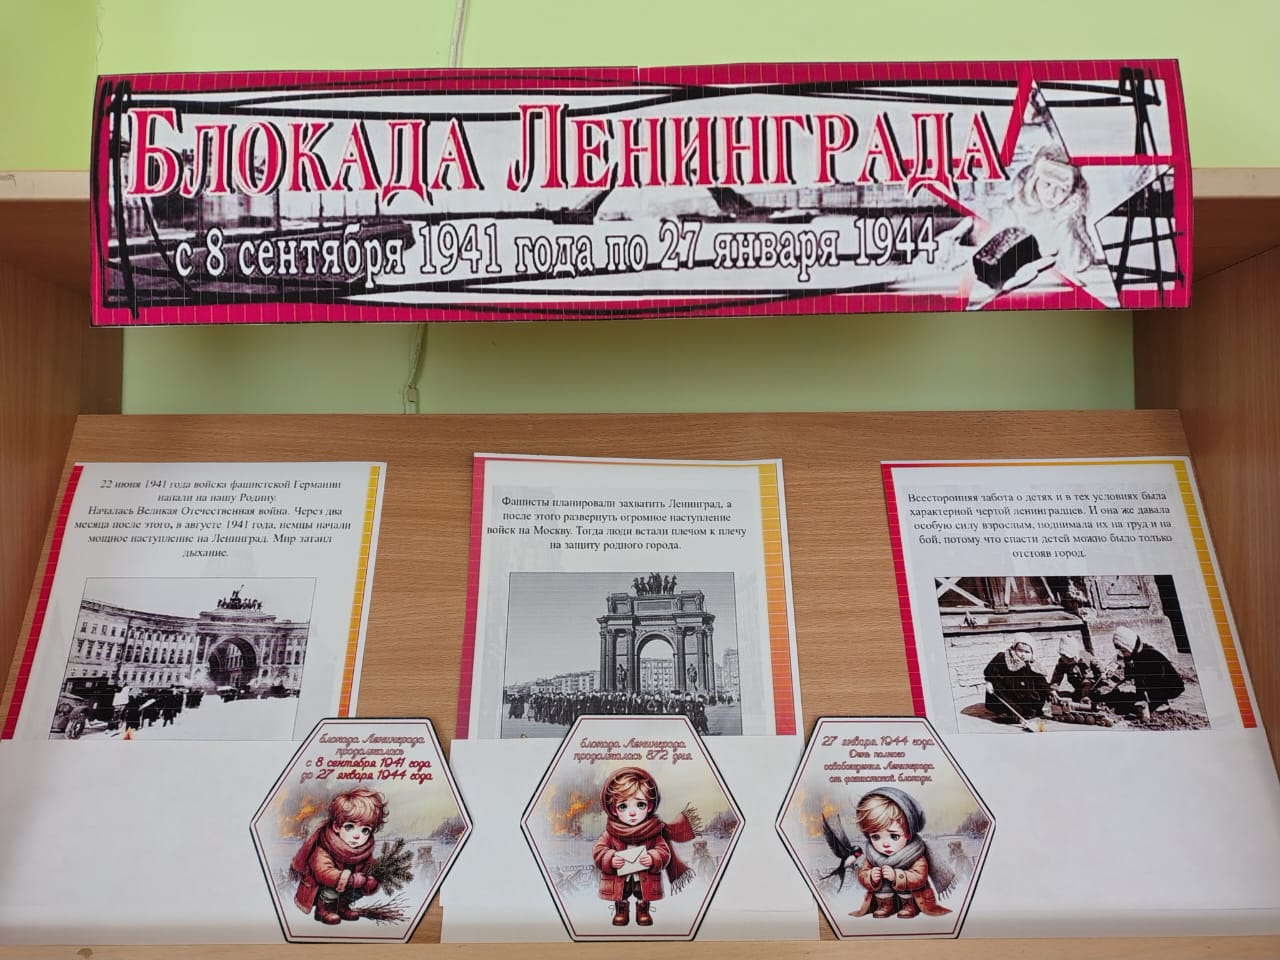 Блокада Ленинграда
с 8 сентября 1941 года по 27 января 1944
22 июня 1941 года войска фашистской Германии
напали на нашу Родину.
Началась Великая Отечественная война. Через два
месяца после этого, в августе 1941 года, немцы начали
мощное наступление на Ленинград. Мир затаил
дыхание.
Фашисты планировали захватить Ленинград, а
после этого развернуть огромное наступление
войск на Москву. Тогда люди встали плечом к плечу
на защиту родного города.
Всесторонняя забота о детях и в тех условиях была
характерной чертой ленинградцев. И она же давала
особую силу взрослым, поднимала их на труд и на
бой, потому что спасти детей можно было только
отстояв город.
блокада Ленинграда
продолжалась
с 8 сентября 1941 года
до 27 января 1944 года
блокада Ленинграда
продолжалась 872 дня
27 января 1944 года
День полного
освобождения Ленинграда
от фашистской блокады